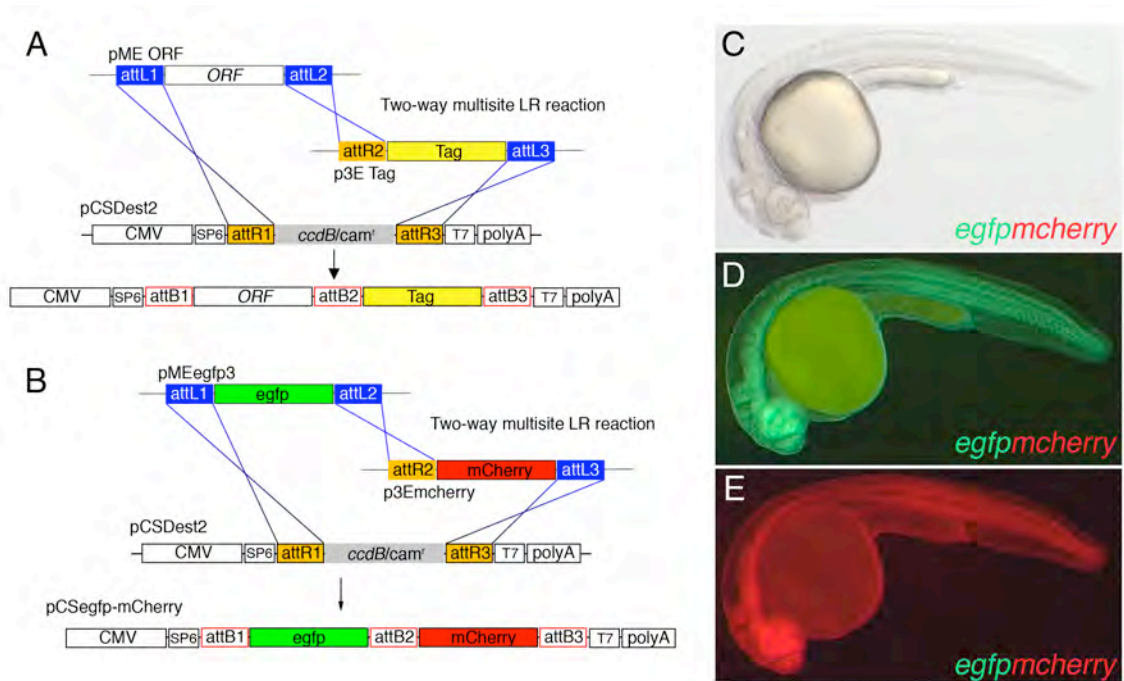 A
pME ORF
attL1 ORF attL2
Two-way multisite LR reaction
attR2 Tag attL3
p3E Tag
pCSDest2
CMV SP6 attR1 ccdB/camʳ attR3 T7 polyA
CMV SP6 attB1 ORF attB2 Tag attB3 T7 polyA
B
pMEegfp3
attL1 egfp attL2
Two-way multisite LR reaction
attR2 mCherry attL3
p3Emcherry
pCSDest2
CMV SP6 attR1 ccdB/camʳ attR3 T7 polyA
pCSegfp-mCherry
CMV SP6 attB1 egfp attB2 mCherry attB3 T7 polyA
C
egfpmcherry
D
egfpmcherry
E
egfpmcherry